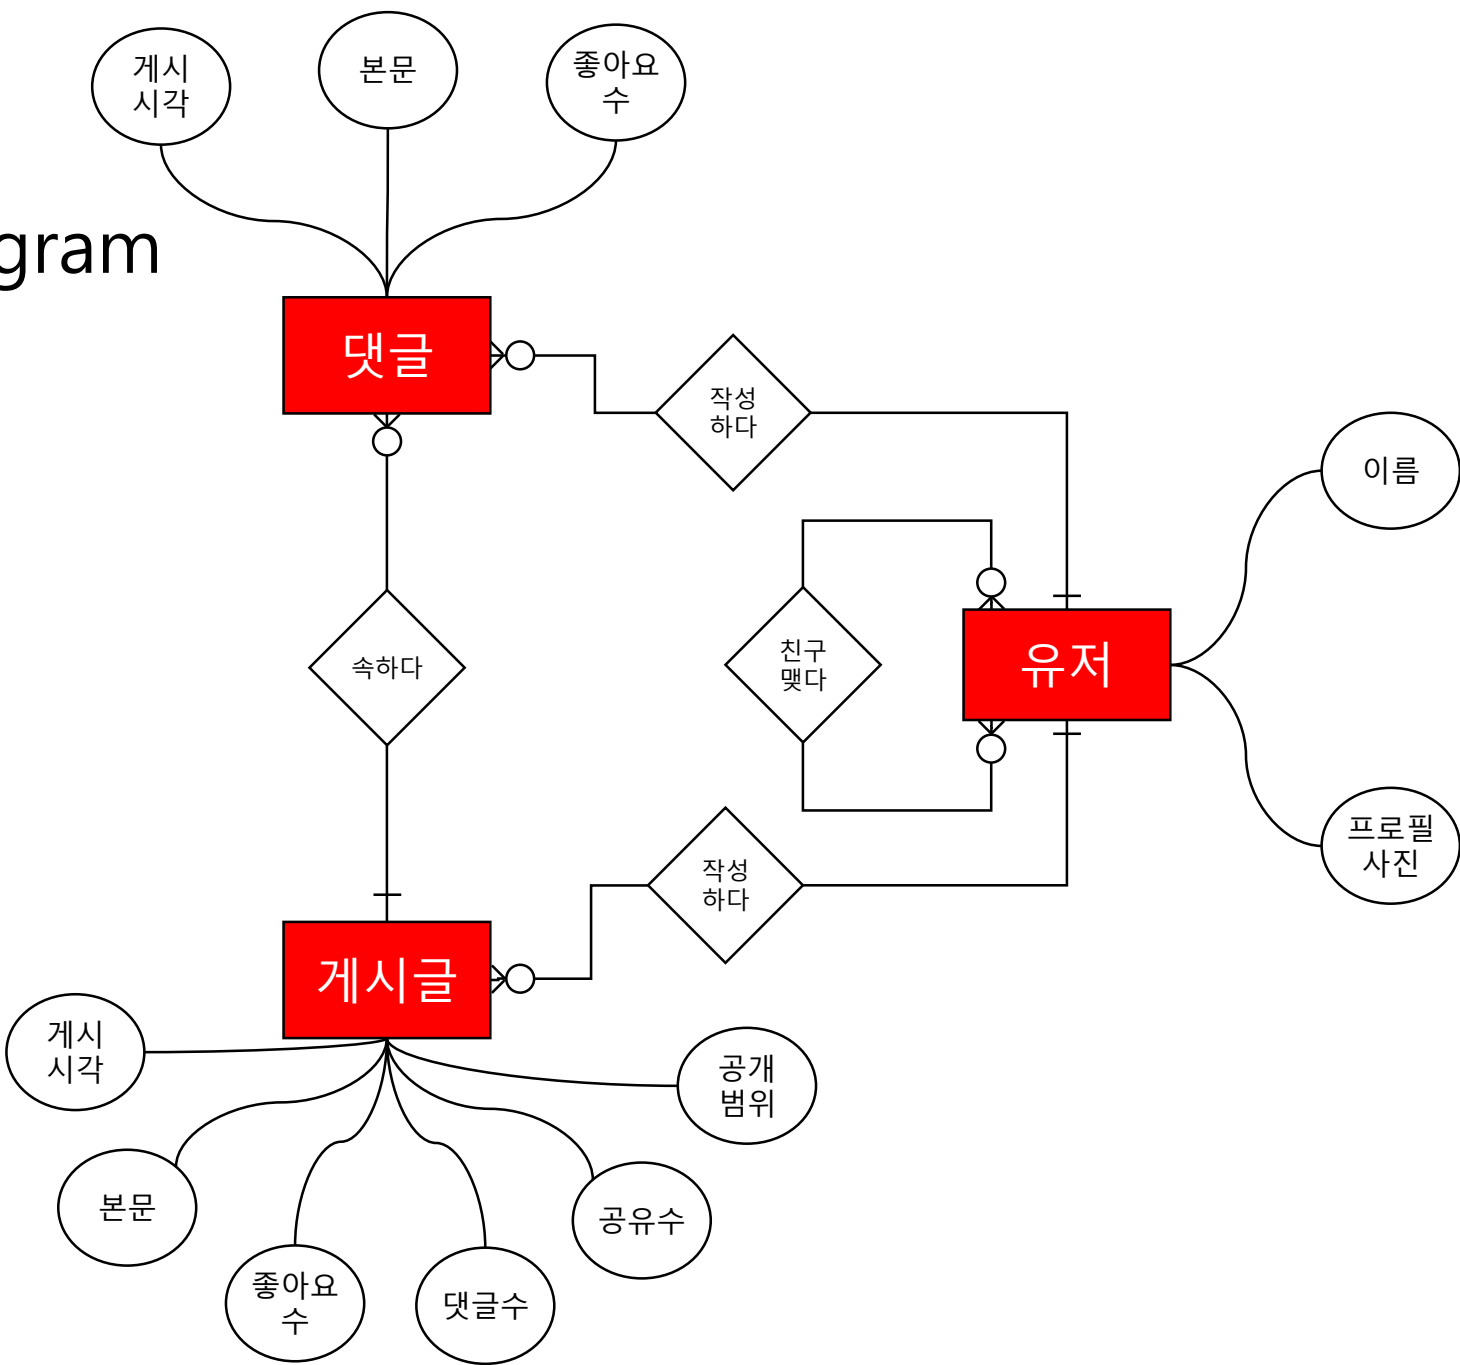 게시
시각
본문
좋아요
수
gram
댓글
작성
하다
이름
친구
맺다
유저
속하다
프로필
사진
작성
하다
게시글
게시
시각
공개
범위
본문
공유수
좋아요
수
댓글수